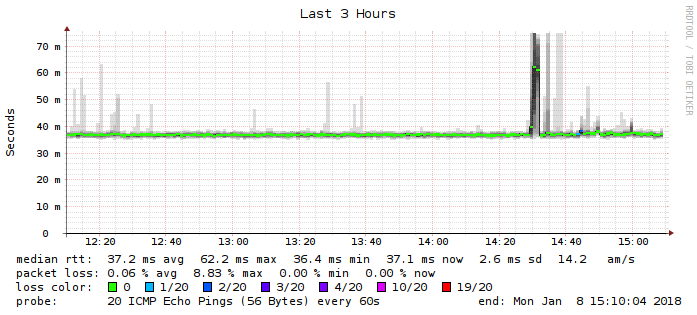 Last 3 Hours
RRDTOOL / TOBI OETIKER
Seconds
70 m
60 m
50 m
40 m
30 m
20 m
10 m
0
12:20 12:40 13:00 13:20 13:40 14:00 14:20 14:40 15:00
median rtt: 37.2 ms avg 62.2 ms max 36.4 ms min 37.1 ms now 2.6 ms sd 14.2 am/s
packet loss: 0.06 % avg 8.83 % max 0.00 % min 0.00 % now
loss color: 0 1/20 2/20 3/20 4/20 10/20 19/20
probe: 20 ICMP Echo Pings (56 Bytes) every 60s end: Mon Jan 8 15:10:04 2018